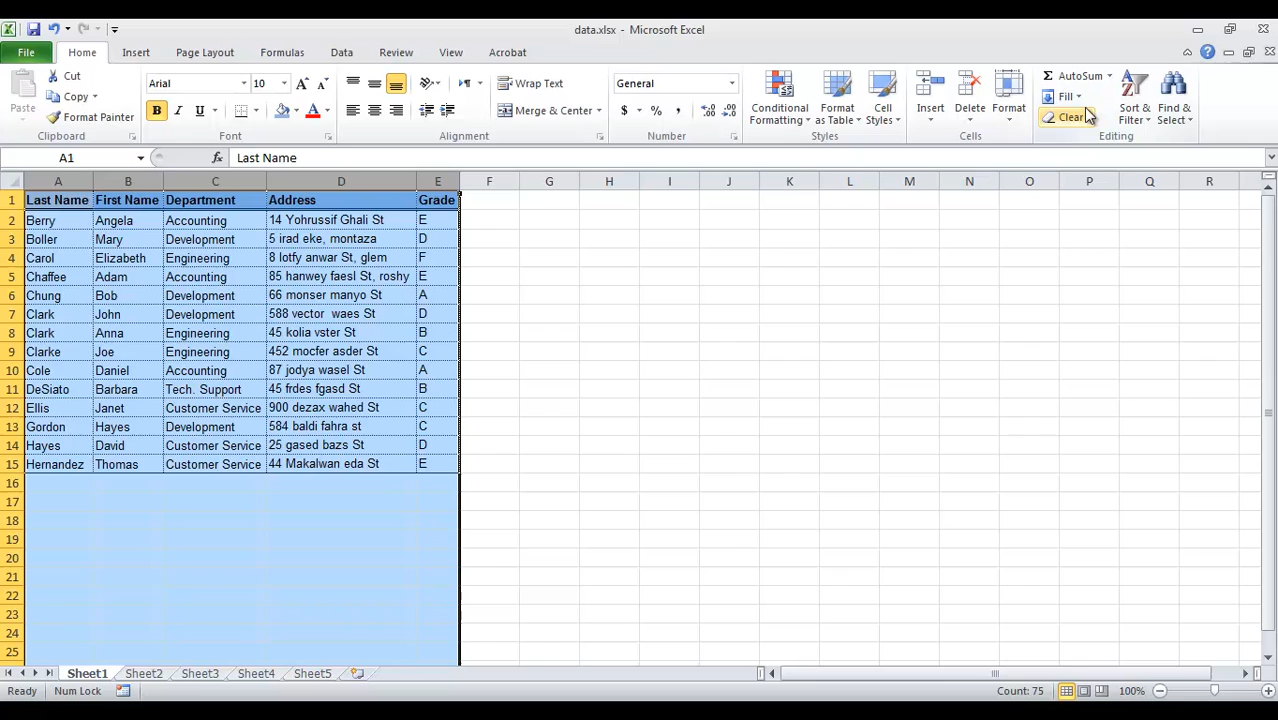 data.xlsx - Microsoft Excel
File Home Insert Page Layout Formulas Data Review View Acrobat
Paste
Cut
Copy
Format Painter
Clipboard
Arial 10
B I U A
Font
Wrap Text
Merge & Center
Alignment
General
$ % ,
Number
Conditional Formatting
Format as Table
Cell Styles
Styles
Insert Delete Format
Cells
Σ AutoSum
Fill
Clear
Sort & Filter
Find & Select
Editing
A1 fx Last Name
A B C D E F G H I J K L M N O P Q R
1 Last Name First Name Department Address Grade
2 Berry Angela Accounting 14 Yohrussif Ghali St E
3 Boller Mary Development 5 irad eke, montaza D
4 Carol Elizabeth Engineering 8 lotfy anwar St, glem F
5 Chaffee Adam Accounting 85 hanwey faesl St, roshy E
6 Chung Bob Development 66 monser manyo St A
7 Clark John Development 588 vector  waes St D
8 Clark Anna Engineering 45 kolia vster St B
9 Clarke Joe Engineering 452 mocfer asder St C
10 Cole Daniel Accounting 87 jodya wasel St A
11 DeSiato Barbara Tech. Support 45 frdes fgasd St B
12 Ellis Janet Customer Service 900 dezax wahed St C
13 Gordon Hayes Development 584 baldi fahra st C
14 Hayes David Customer Service 25 gased bazs St D
15 Hernandez Thomas Customer Service 44 Makalwan eda St E
16
17
18
19
20
21
22
23
24
25
Sheet1 Sheet2 Sheet3 Sheet4 Sheet5
Ready Num Lock Count: 75 100%